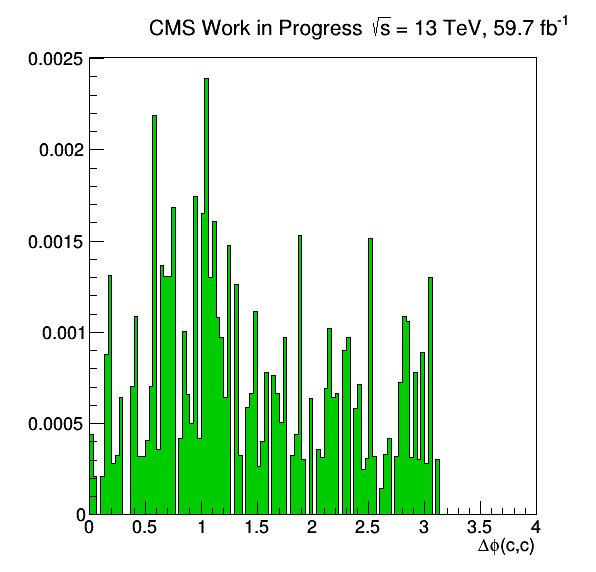 CMS Work in Progress √s = 13 TeV, 59.7 fb⁻¹
0.0025
0.002
0.0015
0.001
0.0005
0
0 0.5 1 1.5 2 2.5 3 3.5 4
Δϕ(c,c)